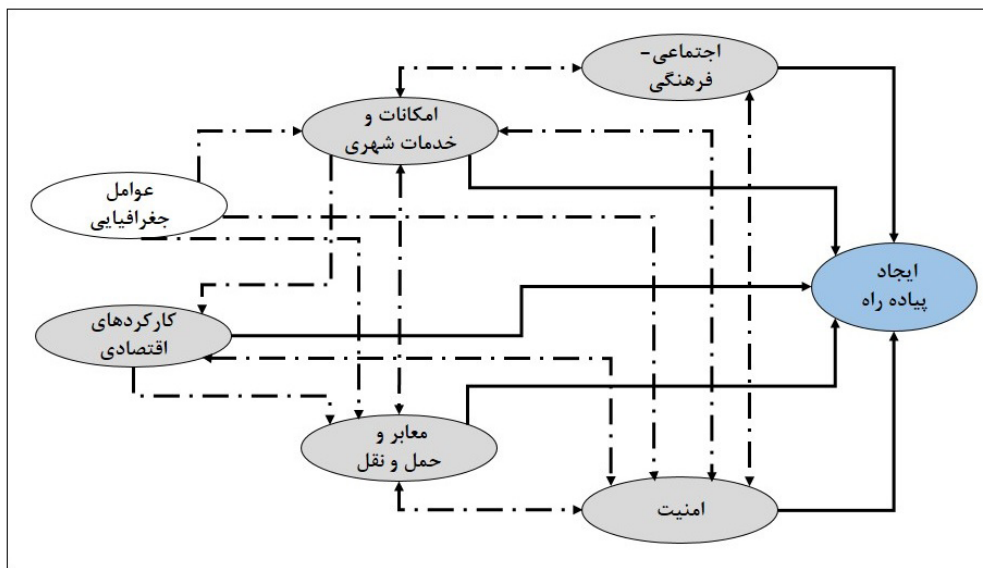 اجتماعی-
فرهنگی
امکانات و
خدمات شهری
عوامل
جغرافیایی
ایجاد
پیاده راه
کارکردهای
اقتصادی
معابر و
حمل و نقل
امنیت